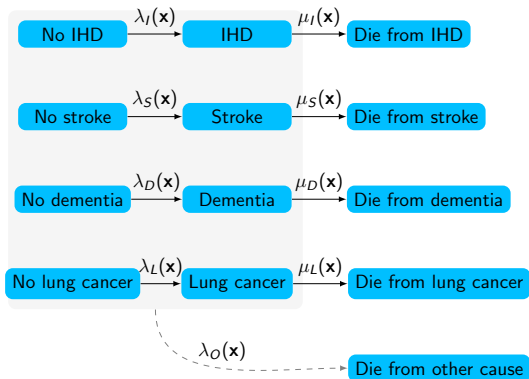 λ_I(x) μ_I(x)
No IHD IHD Die from IHD
λ_S(x) μ_S(x)
No stroke Stroke Die from stroke
λ_D(x) μ_D(x)
No dementia Dementia Die from dementia
λ_L(x) μ_L(x)
No lung cancer Lung cancer Die from lung cancer
λ_O(x)
Die from other cause